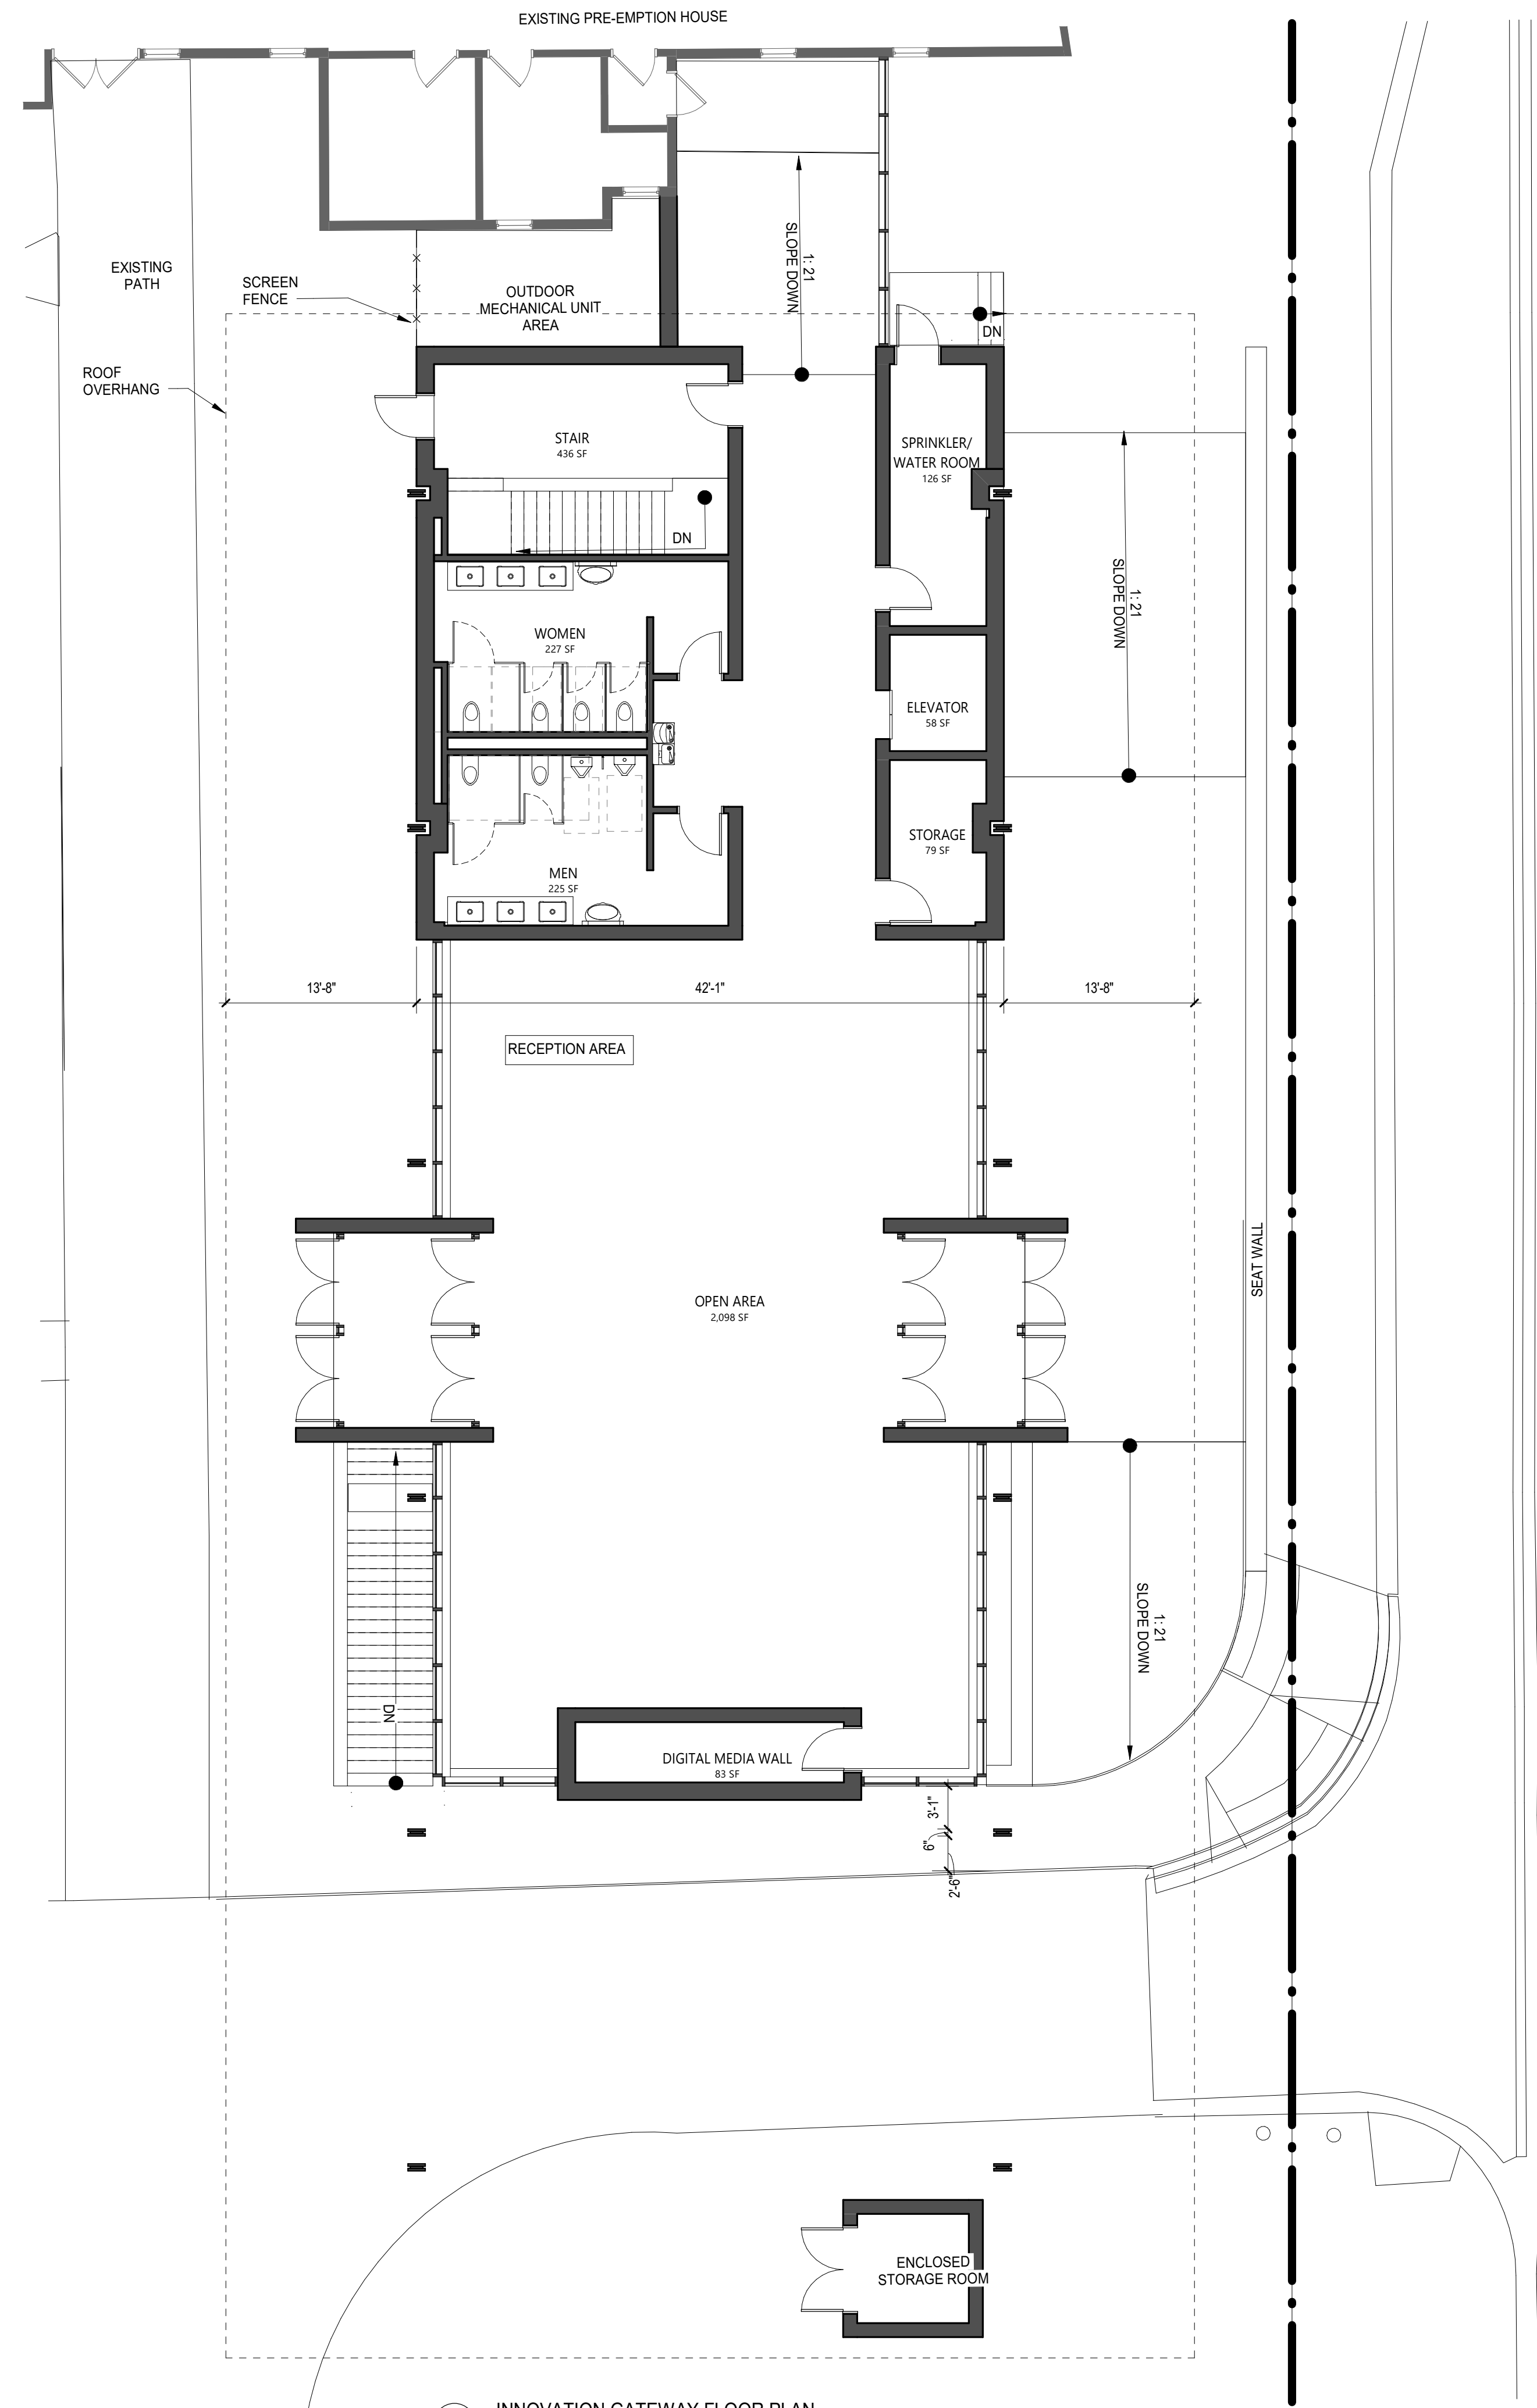 EXISTING PRE-EMPTION HOUSE
EXISTING
PATH
SCREEN
FENCE
OUTDOOR
MECHANICAL UNIT
AREA
1: 21
SLOPE DOWN
DN
ROOF
OVERHANG
STAIR
436 SF
SPRINKLER/
WATER ROOM
126 SF
DN
1: 21
SLOPE DOWN
WOMEN
227 SF
ELEVATOR
58 SF
STORAGE
79 SF
MEN
225 SF
13'-8"
42'-1"
13'-8"
RECEPTION AREA
SEAT WALL
OPEN AREA
2,098 SF
1: 21
SLOPE DOWN
DN
DIGITAL MEDIA WALL
83 SF
3'-1"
6"
2'-6"
ENCLOSED
STORAGE ROOM
INNOVATION GATEWAY FLOOR PLAN